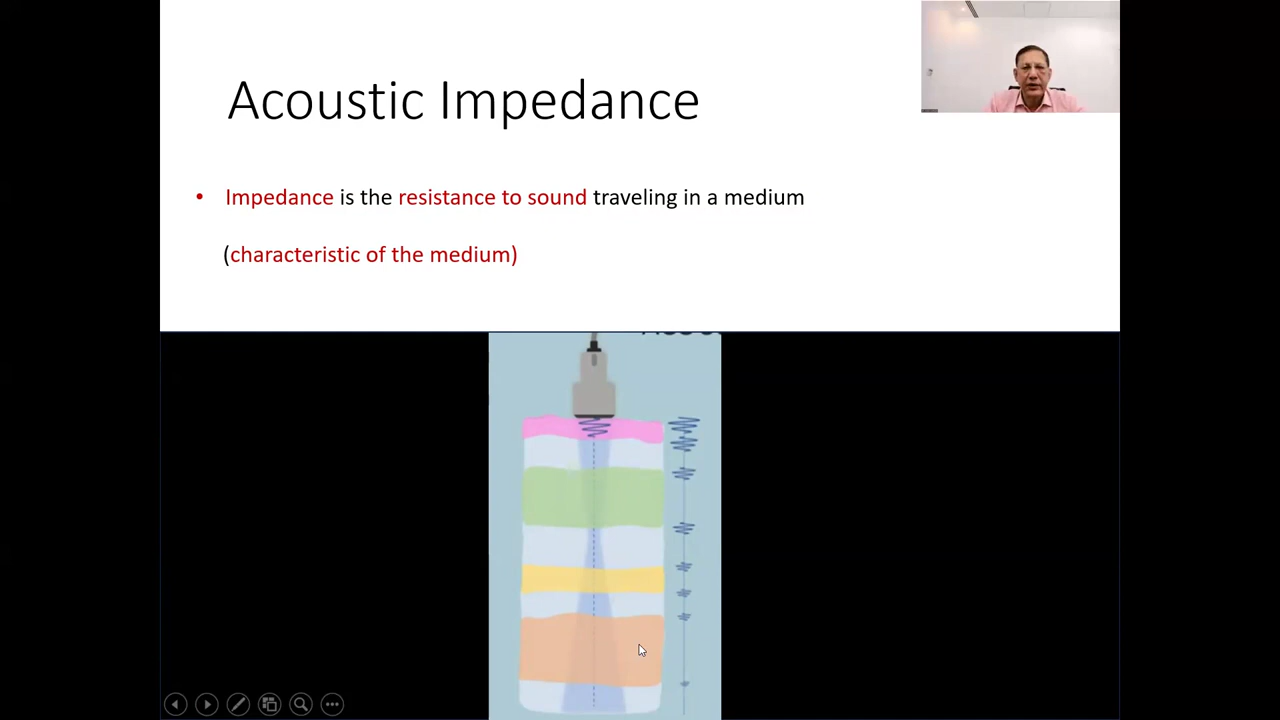 Acoustic Impedance
• Impedance is the resistance to sound traveling in a medium
(characteristic of the medium)